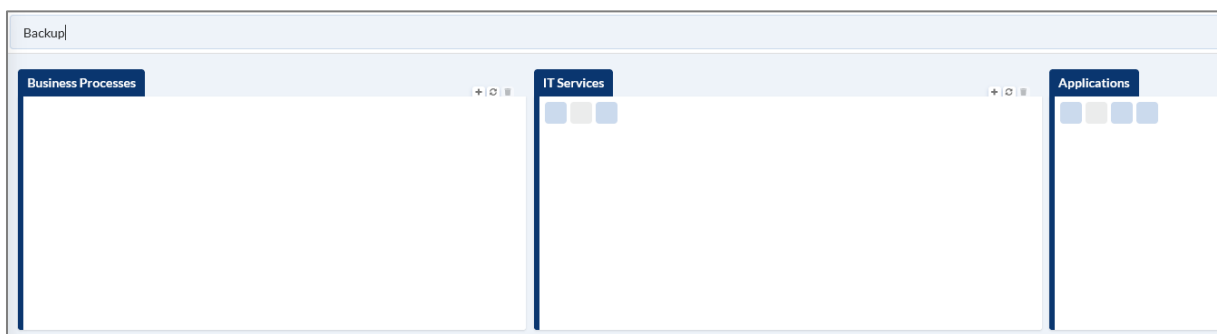 Backup
Business Processes
IT Services
Applications